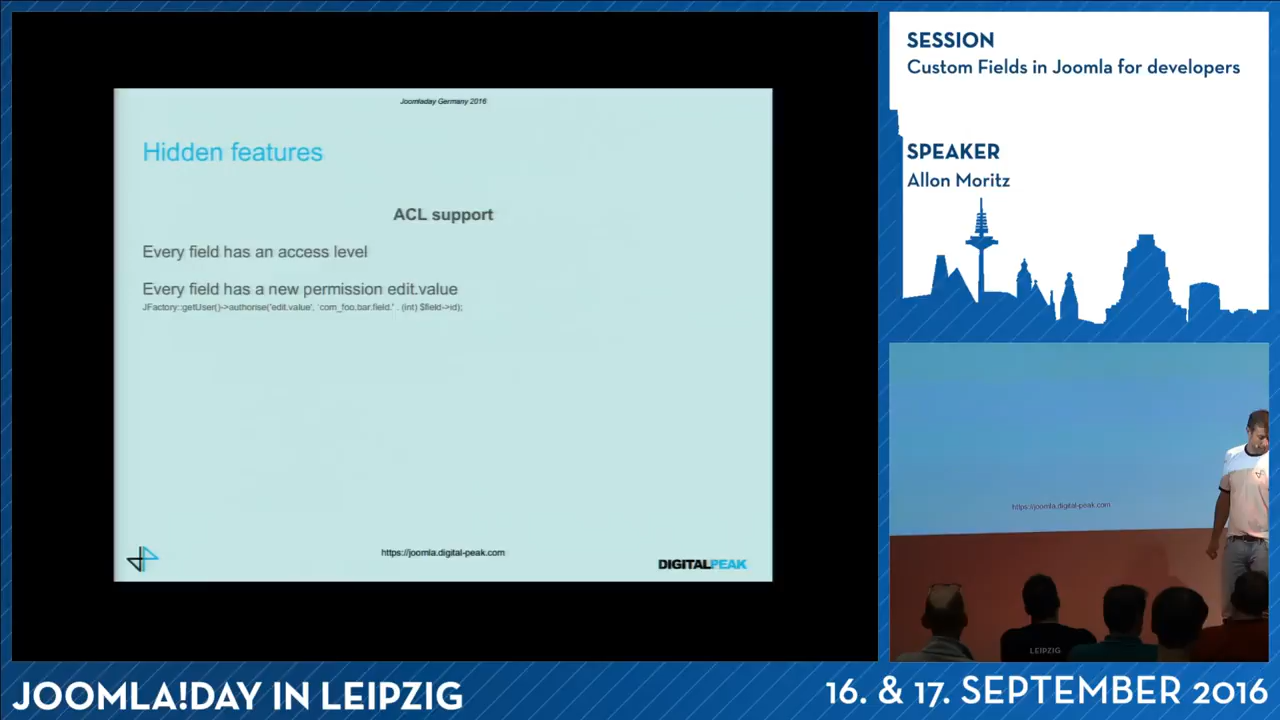 Joomladay Germany 2016
Hidden features
ACL support
Every field has an access level
Every field has a new permission edit.value
JFactory::getUser()->authorise('edit.value', 'com_foo.bar.field.' . (int) $field->id);
https://joomla.digital-peak.com
DIGITALPEAK
SESSION
Custom Fields in Joomla for developers
SPEAKER
Allon Moritz
https://joomla.digital-peak.com
LEIPZIG
JOOMLA!DAY IN LEIPZIG
16. & 17. SEPTEMBER 2016